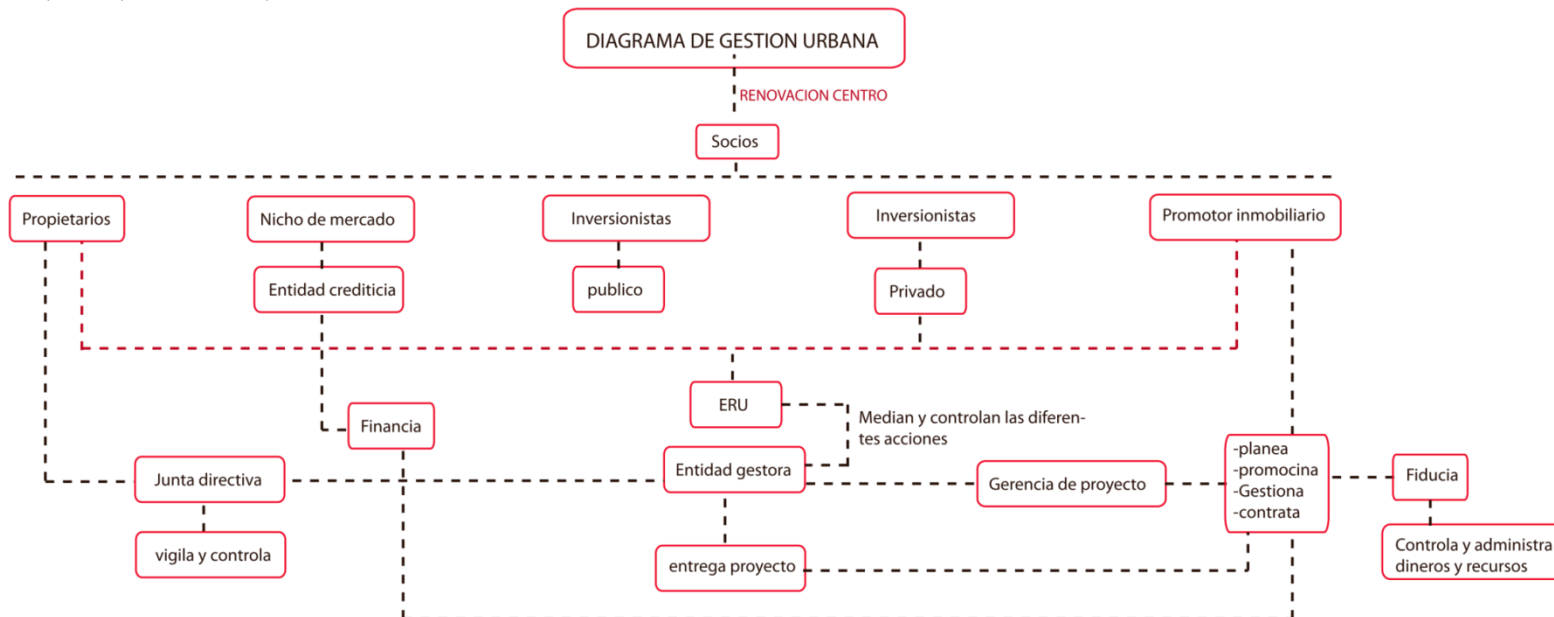 DIAGRAMA DE GESTION URBANA
RENOVACION CENTRO
Socios
Propietarios
Nicho de mercado
Inversionistas
Inversionistas
Promotor inmobiliario
Entidad crediticia
publico
Privado
ERU
Financia
Median y controlan las diferen-
tes acciones
Junta directiva
Entidad gestora
Gerencia de proyecto
-planea
-promocina
-Gestiona
-contrata
Fiducia
vigila y controla
entrega proyecto
Controla y administra
dineros y recursos